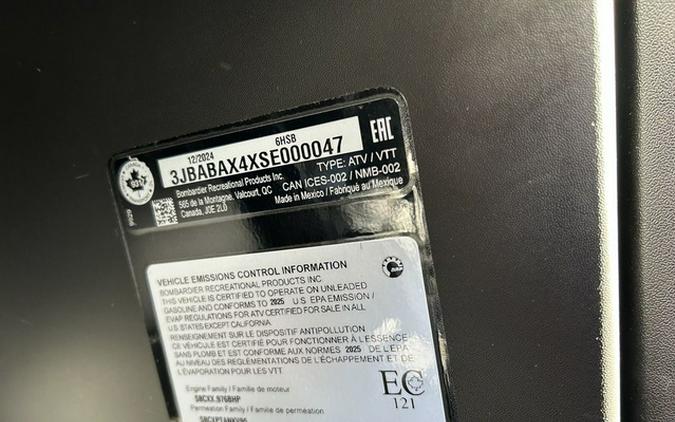 12/2024 6HSB
3JBABAX4XSE000047
EAC
Bombardier Recreational Products Inc. TYPE: ATV / VTT
565 de la Montagne, Valcourt, QC CAN ICES-002 / NMB-002
Canada, J0E 2L0 Made in Mexico / Fabriqué au Mexique
VEHICLE EMISSIONS CONTROL INFORMATION
BOMBARDIER RECREATIONAL PRODUCTS INC
THIS VEHICLE IS CERTIFIED TO OPERATE ON UNLEADED
GASOLINE AND CONFORMS TO 2025 U.S. EPA EMISSION /
EVAP REGULATIONS FOR ATV CERTIFIED FOR SALE IN ALL
U.S. STATES EXCEPT CALIFORNIA.
RENSEIGNEMENT SUR LE DISPOSITIF ANTIPOLLUTION
CE VÉHICULE EST CERTIFIÉ POUR FONCTIONNER À L'ESSENCE
SANS PLOMB ET EST CONFORME AUX NORMES 2025 DE L'EPA
AU NIVEAU DES RÉGLEMENTATIONS DE L'ÉCHAPPEMENT ET DE
L'ÉVAPORATION POUR LES VTT.
Engine Family / Famille de moteur
SBCXX.976BHP
Permeation Family / Famille de perméation
EC
121